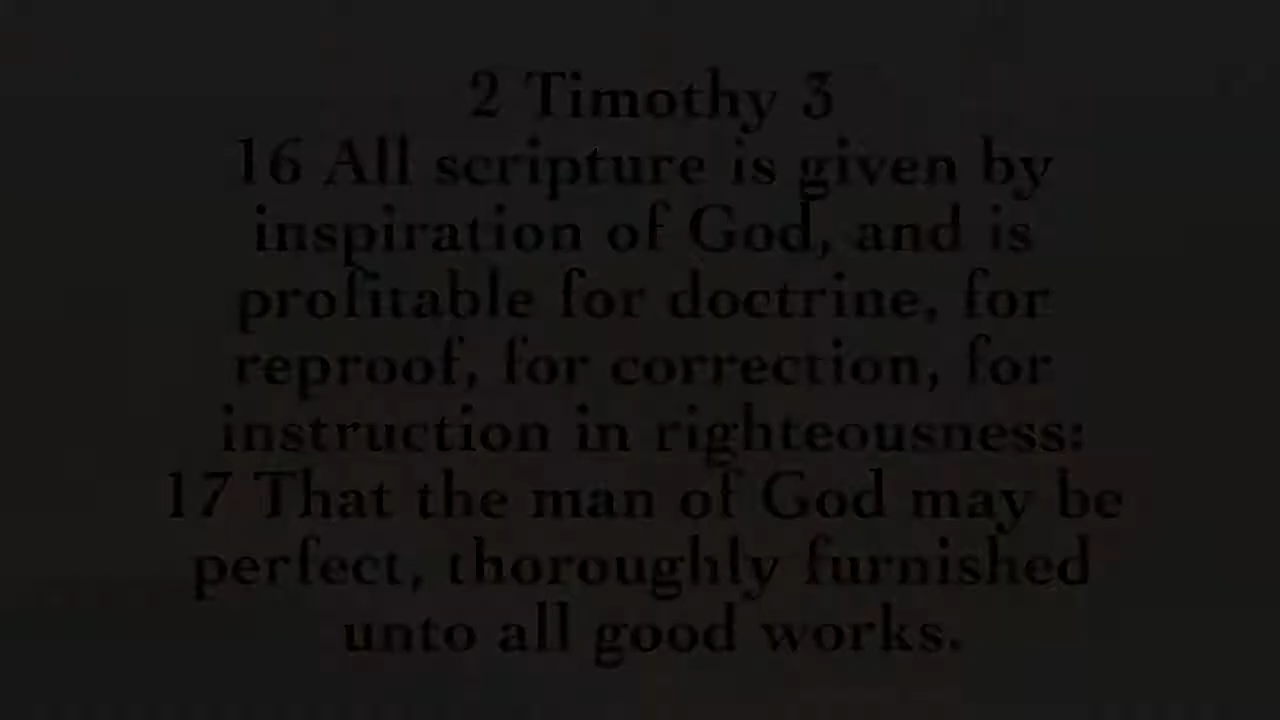 2 Timothy 3
16 All scripture is given by
inspiration of God, and is
profitable for doctrine, for
reproof, for correction, for
instruction in righteousness:
17 That the man of God may be
perfect, thoroughly furnished
unto all good works.